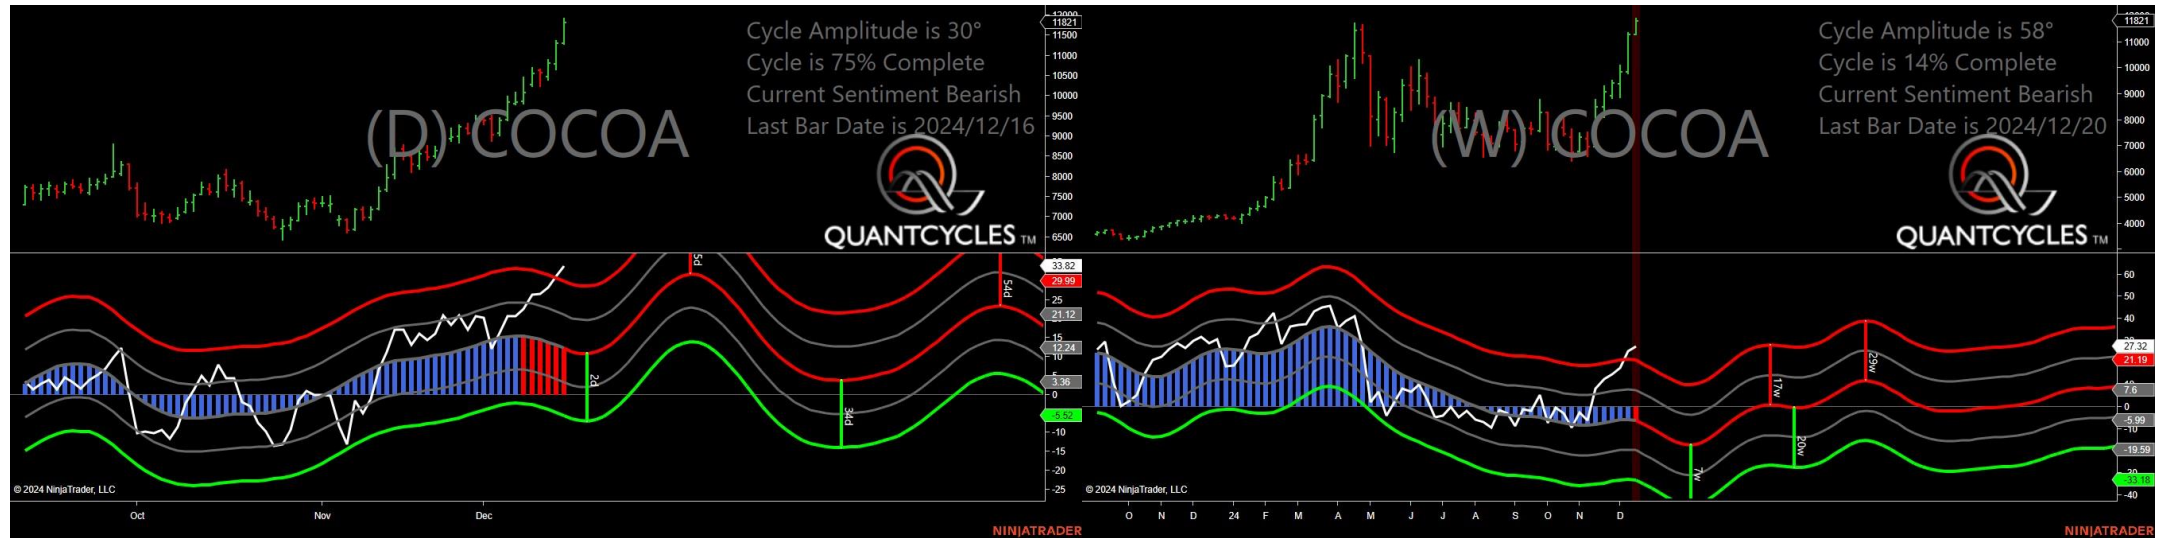 12000
11821
11500
11000
10500
10000
9500
9000
8500
8000
7500
7000
6500
Cycle Amplitude is 30°
Cycle is 75% Complete
Current Sentiment Bearish
Last Bar Date is 2024/12/16
(D) COCOA
QUANTCYCLES TM
5d
54d
2d
34d
33.82
29.99
25
21.12
15
12.24
5
3.36
0
-5.52
-10
-15
-20
-25
© 2024 NinjaTrader, LLC
Oct Nov Dec
NINJATRADER
11821
11000
10000
9000
8000
7000
6000
5000
4000
Cycle Amplitude is 58°
Cycle is 14% Complete
Current Sentiment Bearish
Last Bar Date is 2024/12/20
(W) COCOA
QUANTCYCLES TM
17w
29w
20w
7w
60
50
40
27.32
21.19
7.6
0
-5.99
-19.59
-33.18
-40
© 2024 NinjaTrader, LLC
O N D 24 F M A M J J A S O N D
NINJATRADER